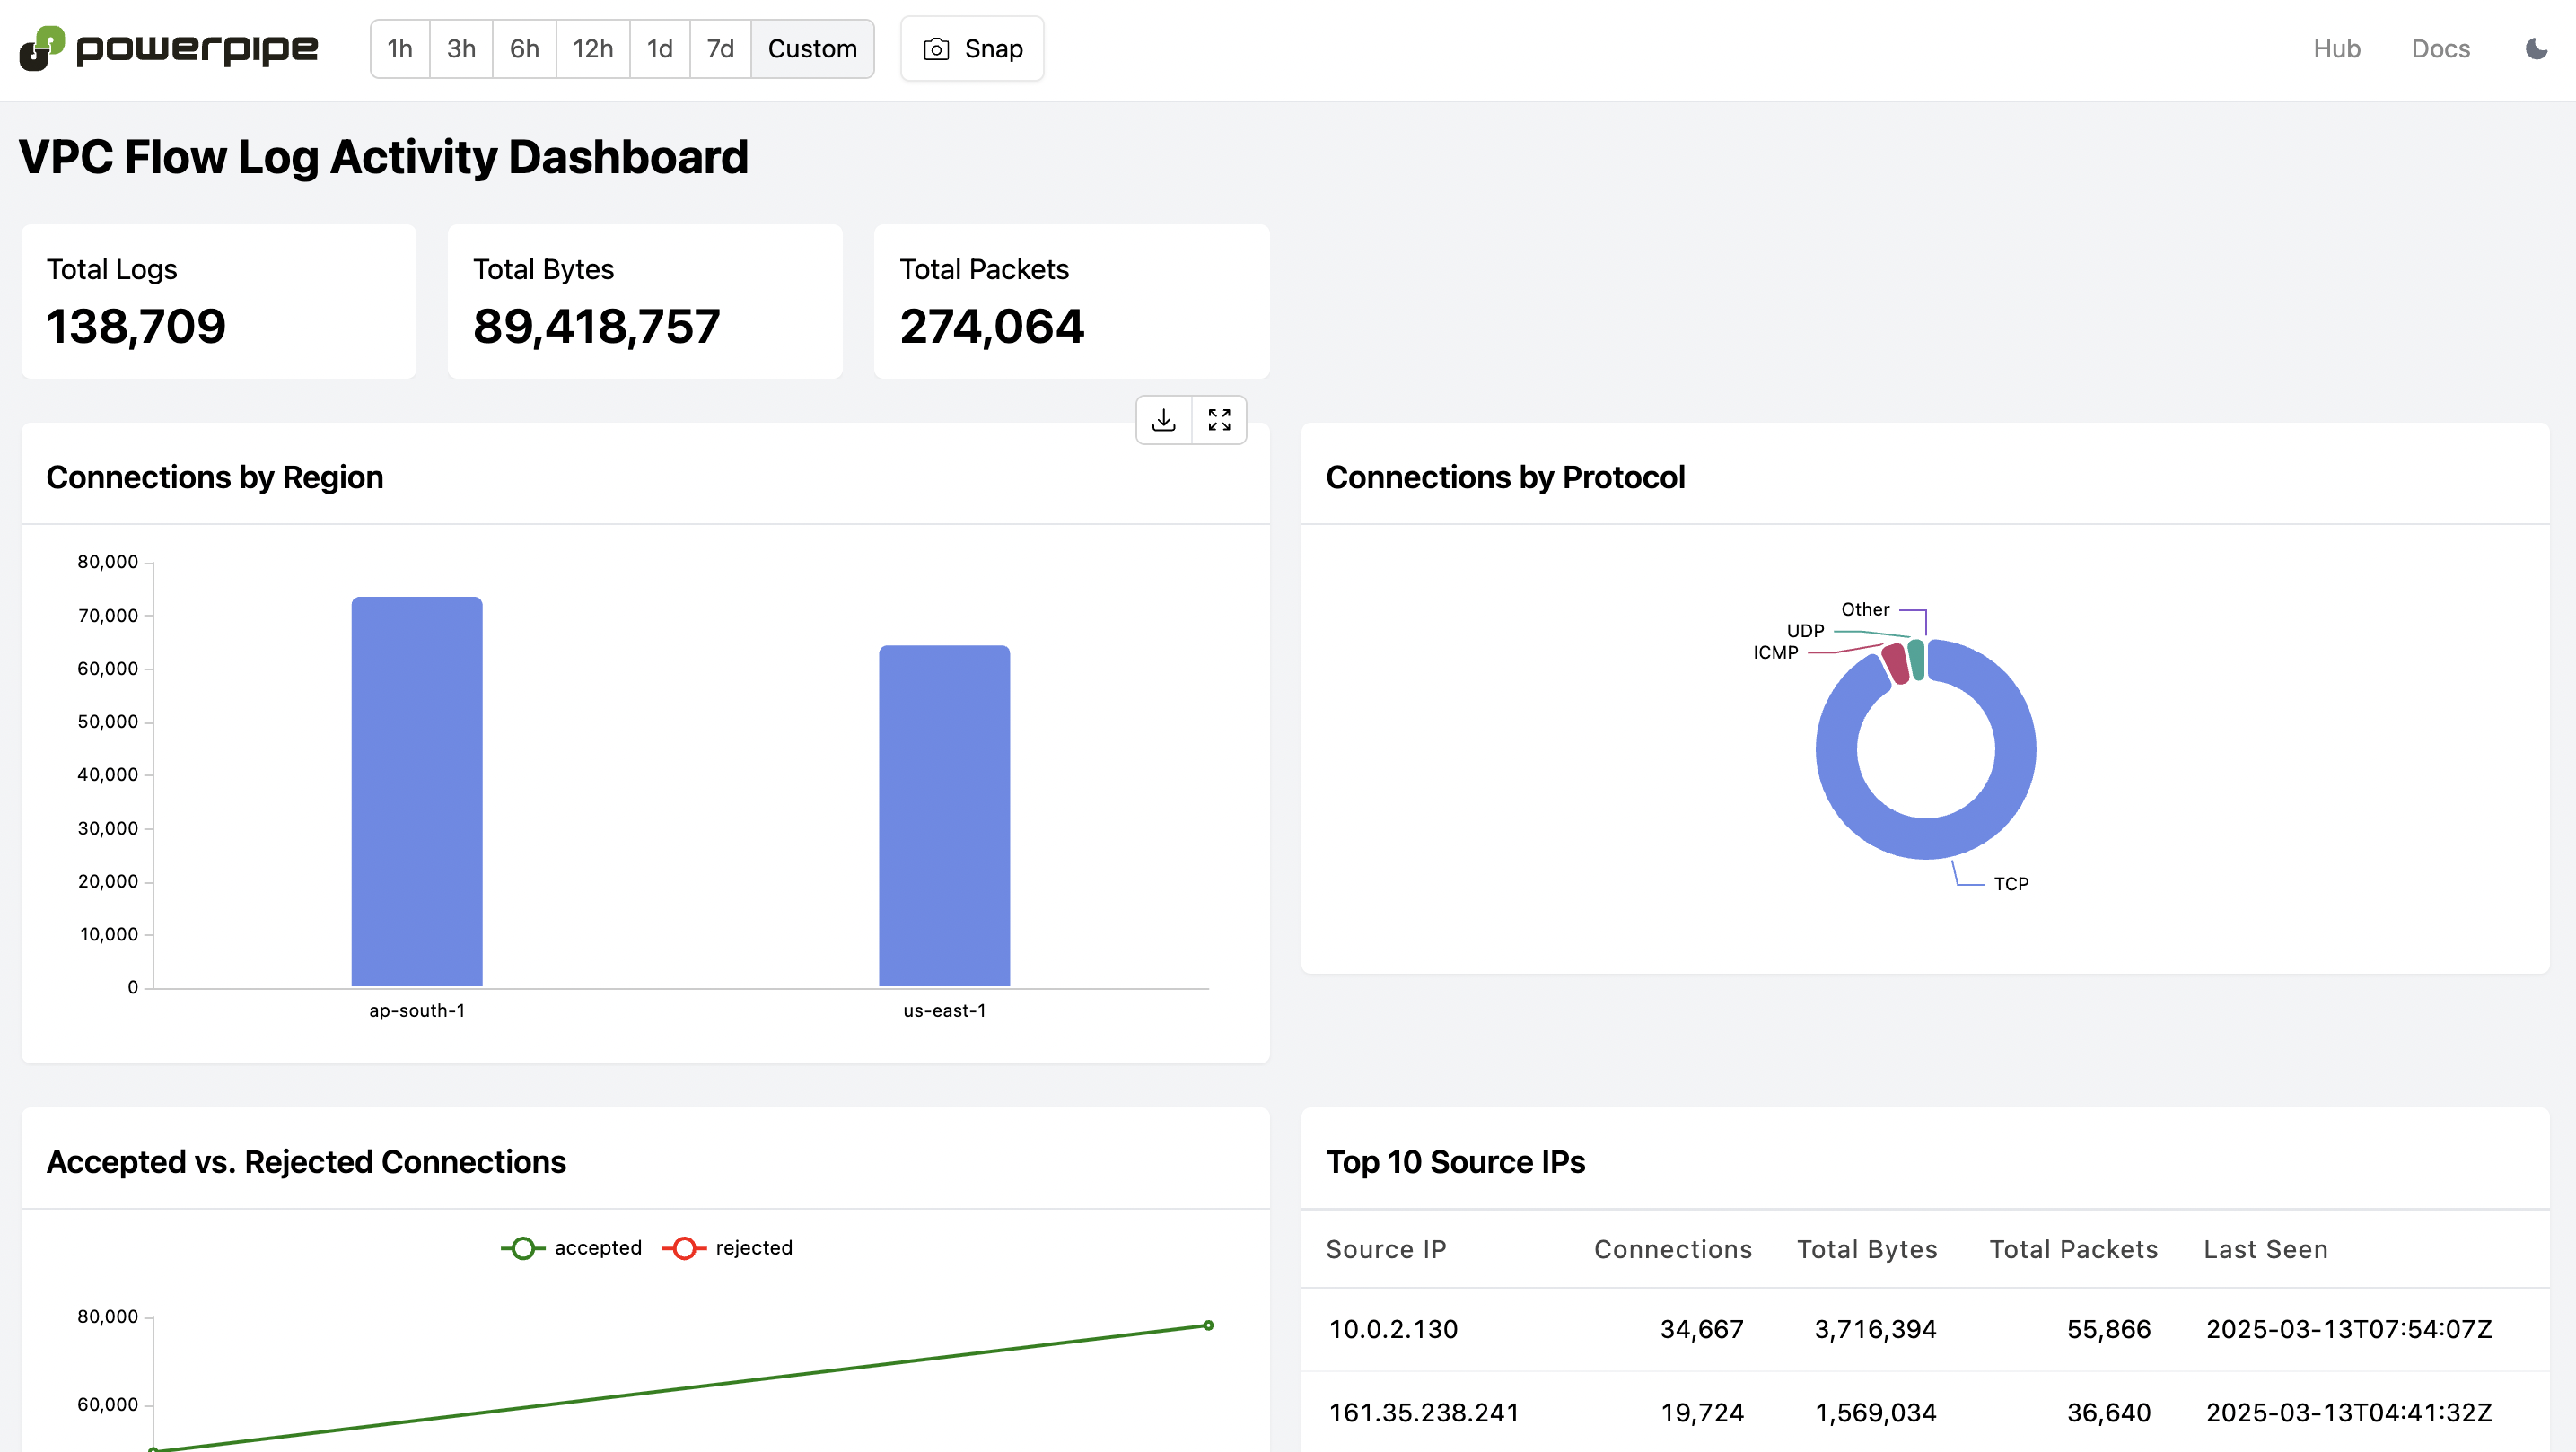 powerpipe
1h 3h 6h 12h 1d 7d Custom
Snap
Hub Docs
VPC Flow Log Activity Dashboard
Total Logs
138,709
Total Bytes
89,418,757
Total Packets
274,064
Connections by Region
80,000
70,000
60,000
50,000
40,000
30,000
20,000
10,000
0
ap-south-1 us-east-1
Connections by Protocol
Other
UDP
ICMP
TCP
Accepted vs. Rejected Connections
accepted rejected
80,000
60,000
Top 10 Source IPs
Source IP Connections Total Bytes Total Packets Last Seen
10.0.2.130 34,667 3,716,394 55,866 2025-03-13T07:54:07Z
161.35.238.241 19,724 1,569,034 36,640 2025-03-13T04:41:32Z